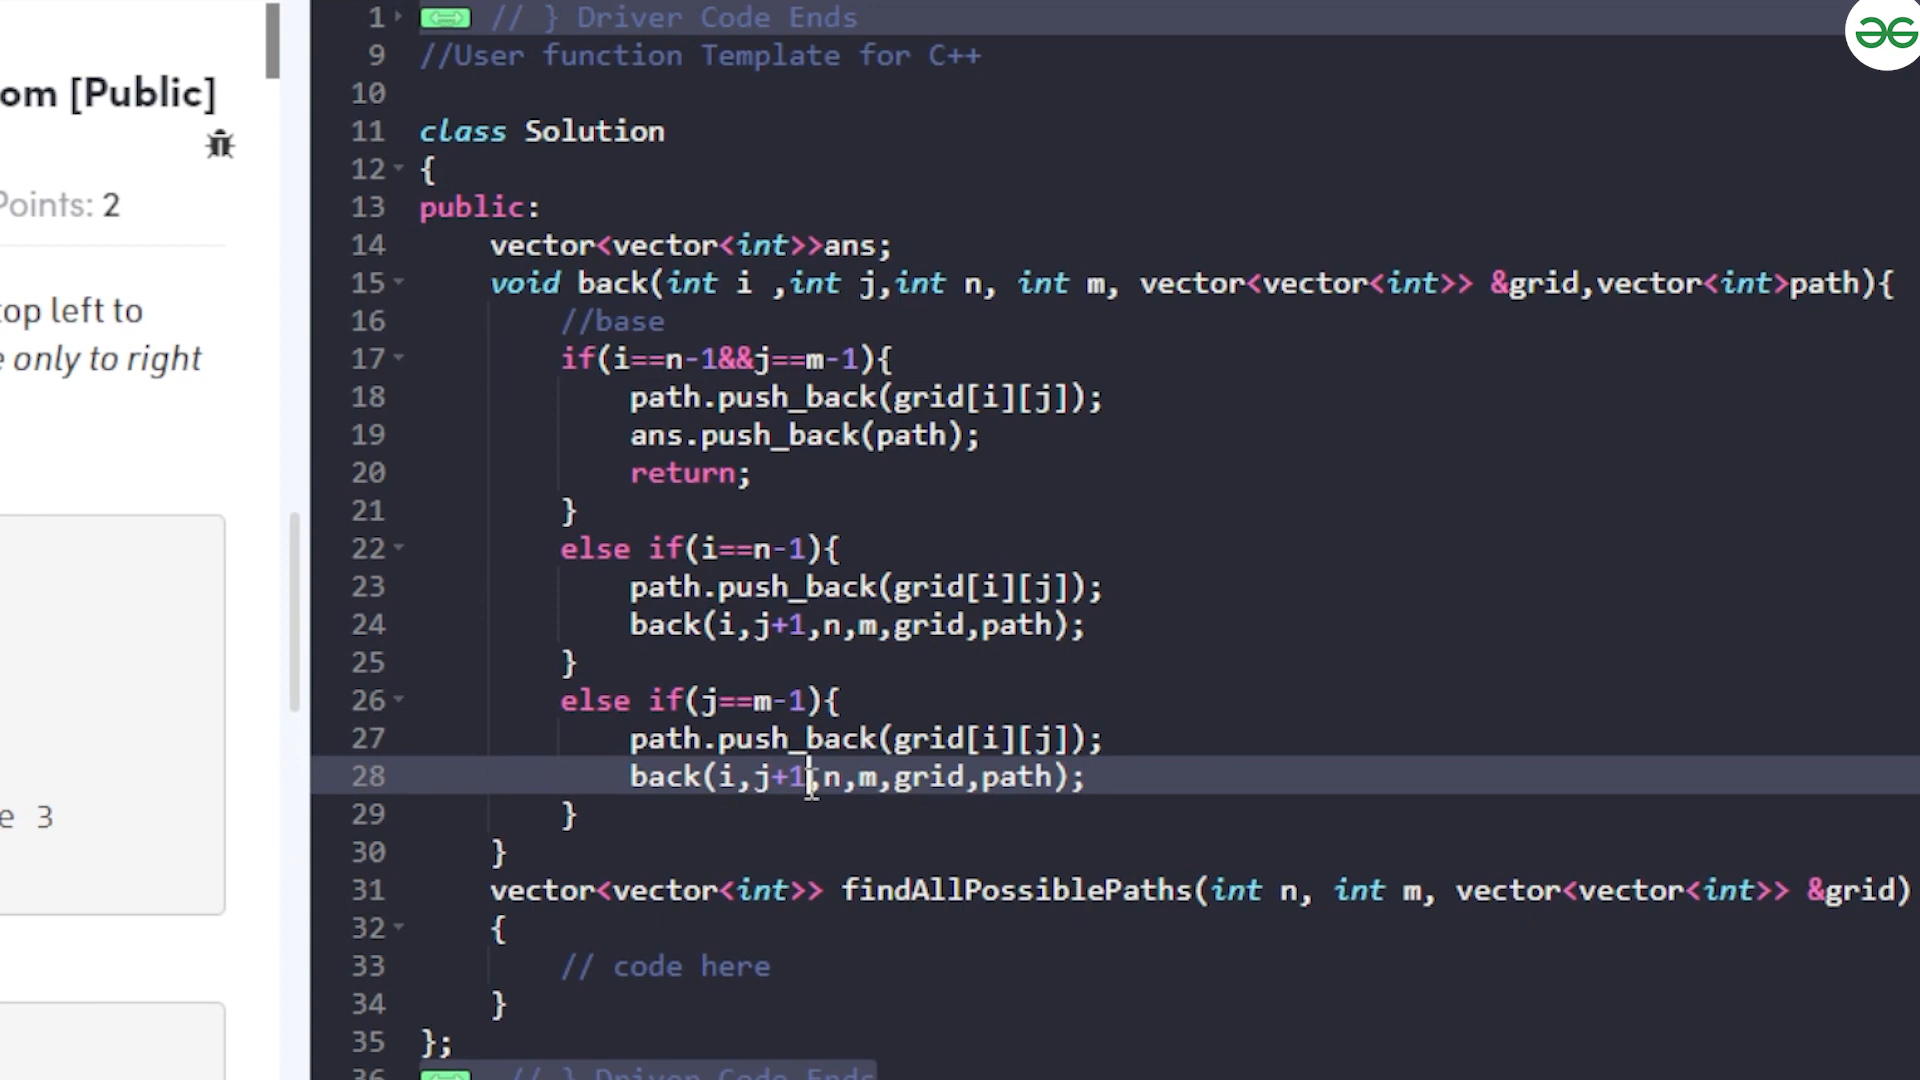 om [Public]
Points: 2
top left to
e only to right
e 3
1 // } Driver Code Ends
9 //User function Template for C++
10
11 class Solution
12 {
13 public:
14 vector<vector<int>>ans;
15 void back(int i ,int j,int n, int m, vector<vector<int>> &grid,vector<int>path){
16 //base
17 if(i==n-1&&j==m-1){
18 path.push_back(grid[i][j]);
19 ans.push_back(path);
20 return;
21 }
22 else if(i==n-1){
23 path.push_back(grid[i][j]);
24 back(i,j+1,n,m,grid,path);
25 }
26 else if(j==m-1){
27 path.push_back(grid[i][j]);
28 back(i,j+1,n,m,grid,path);
29 }
30 }
31 vector<vector<int>> findAllPossiblePaths(int n, int m, vector<vector<int>> &grid)
32 {
33 // code here
34 }
35 };
36 // } Driver Code Ends